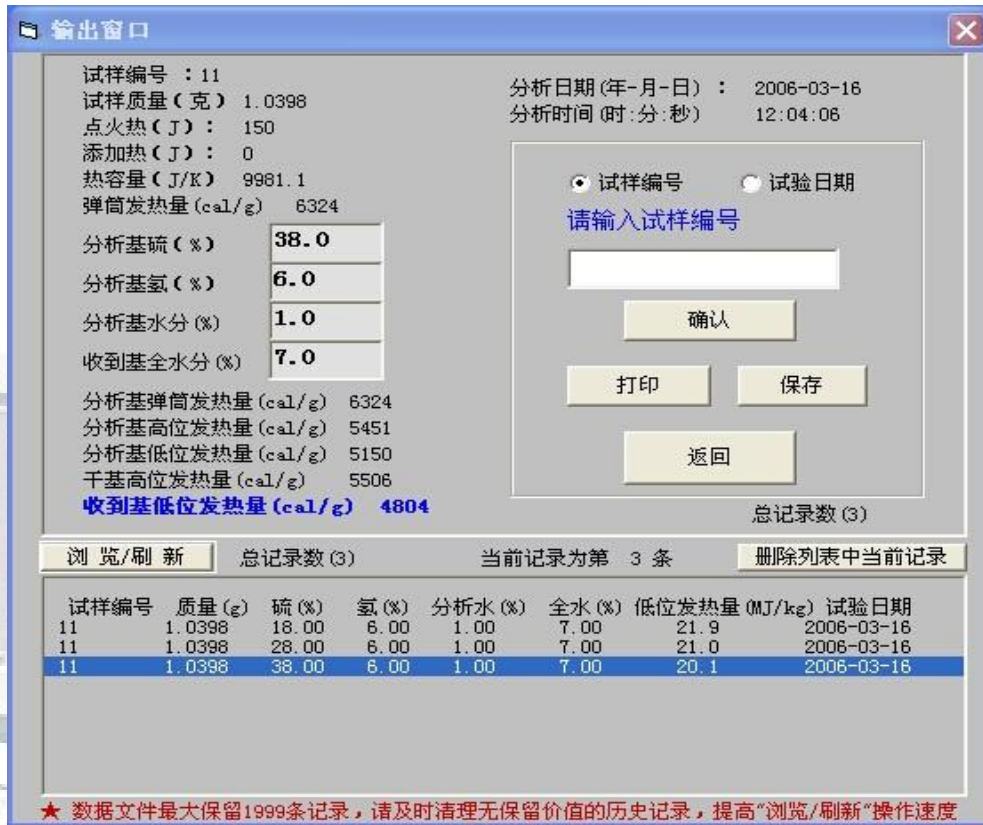 输出窗口
试样编号 ：11
试样质量(克) 1.0398
点火热(J)： 150
添加热(J)： 0
热容量(J/K) 9981.1
弹筒发热量(cal/g) 6324
分析基硫(%) 38.0
分析基氢(%) 6.0
分析基水分(%) 1.0
收到基全水分(%) 7.0
分析基弹筒发热量(cal/g) 6324
分析基高位发热量(cal/g) 5451
分析基低位发热量(cal/g) 5150
干基高位发热量(cal/g) 5506
收到基低位发热量(cal/g) 4804
分析日期(年-月-日) ： 2006-03-16
分析时间(时:分:秒) 12:04:06
试样编号 试验日期
请输入试样编号
确认
打印 保存
返回
总记录数(3)
浏 览/刷 新 总记录数(3) 当前记录为第 3 条 删除列表中当前记录
试样编号 质量(g) 硫(%) 氢(%) 分析水(%) 全水(%) 低位发热量(MJ/kg) 试验日期
11 1.0398 18.00 6.00 1.00 7.00 21.9 2006-03-16
11 1.0398 28.00 6.00 1.00 7.00 21.0 2006-03-16
11 1.0398 38.00 6.00 1.00 7.00 20.1 2006-03-16
★ 数据文件最大保留1999条记录，请及时清理无保留价值的历史记录，提高"浏览/刷新"操作速度